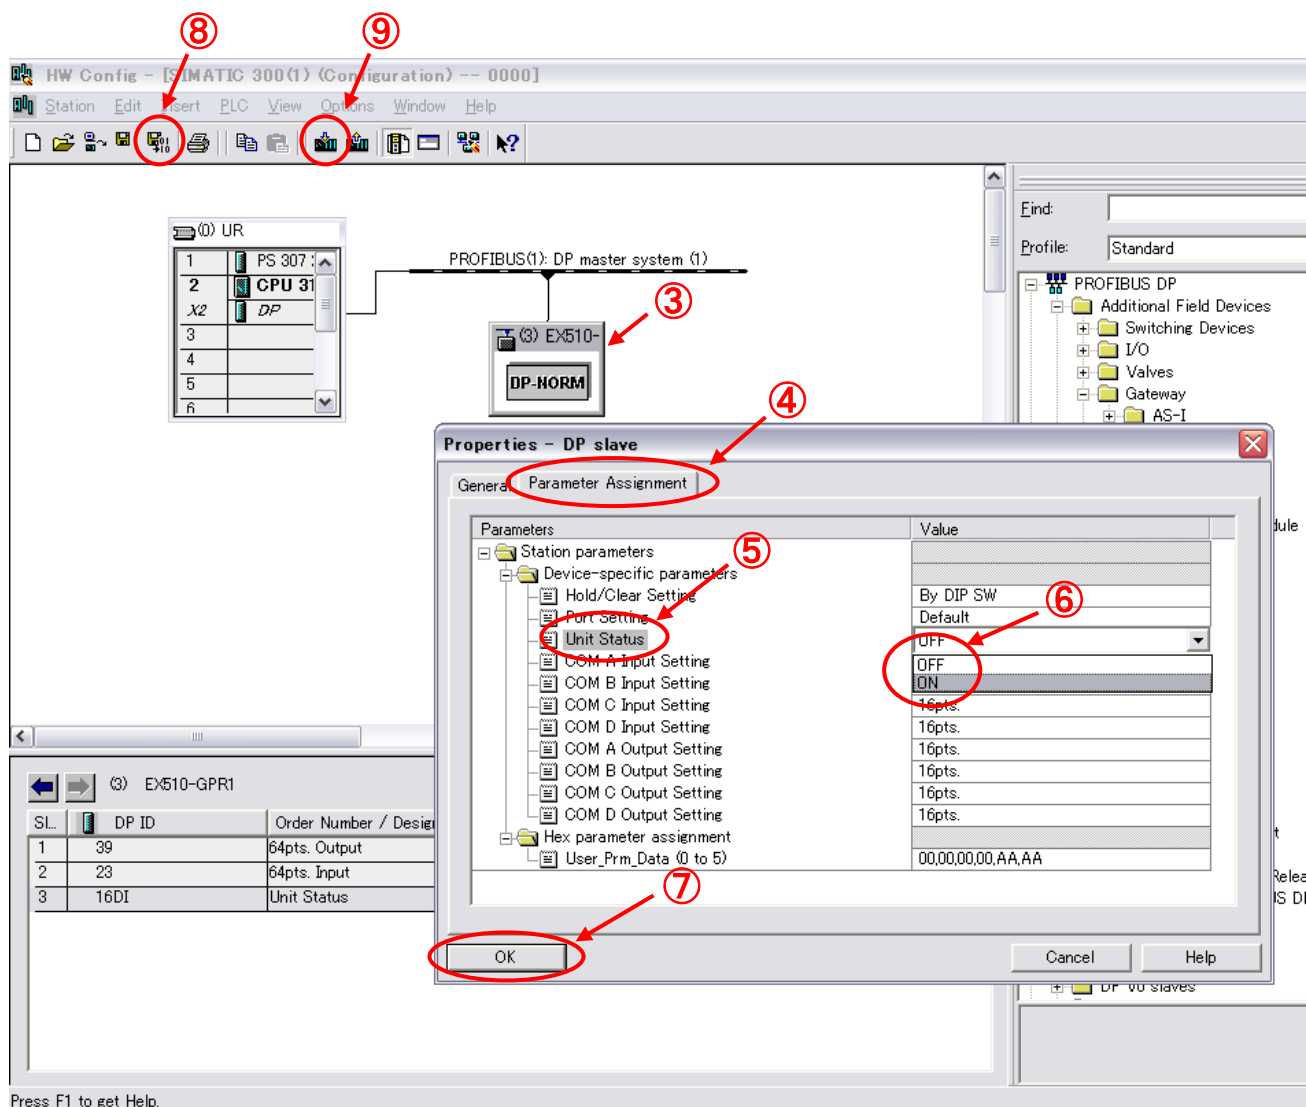 ⑧ ⑨
HW Config - [SIMATIC 300(1) (Configuration) -- 0000]
Station Edit Insert PLC View Options Window Help
Find:
Profile: Standard
(0) UR
1 PS 307
2 CPU 31
X2 DP
3
4
5
6
PROFIBUS(1): DP master system (1)
③
(3) EX510-
DP-NORM
PROFIBUS DP
Additional Field Devices
Switching Devices
I/O
Valves
Gateway
AS-I
④
Properties - DP slave
General Parameter Assignment
Parameters Value
Station parameters
⑤
Device-specific parameters
Hold/Clear Setting By DIP SW
⑥
Port Setting Default
Unit Status OFF
OFF
ON
COM A Input Setting
COM B Input Setting
COM C Input Setting 16pts.
COM D Input Setting 16pts.
COM A Output Setting 16pts.
COM B Output Setting 16pts.
COM C Output Setting 16pts.
COM D Output Setting 16pts.
Hex parameter assignment
User_Prm_Data (0 to 5) 00,00,00,00,AA,AA
⑦
OK Cancel Help
dule
t
Relea
S DI
DP V0 slaves
(3) EX510-GPR1
Sl... DP ID Order Number / Desig
1 39 64pts. Output
2 23 64pts. Input
3 16DI Unit Status
Press F1 to get Help.